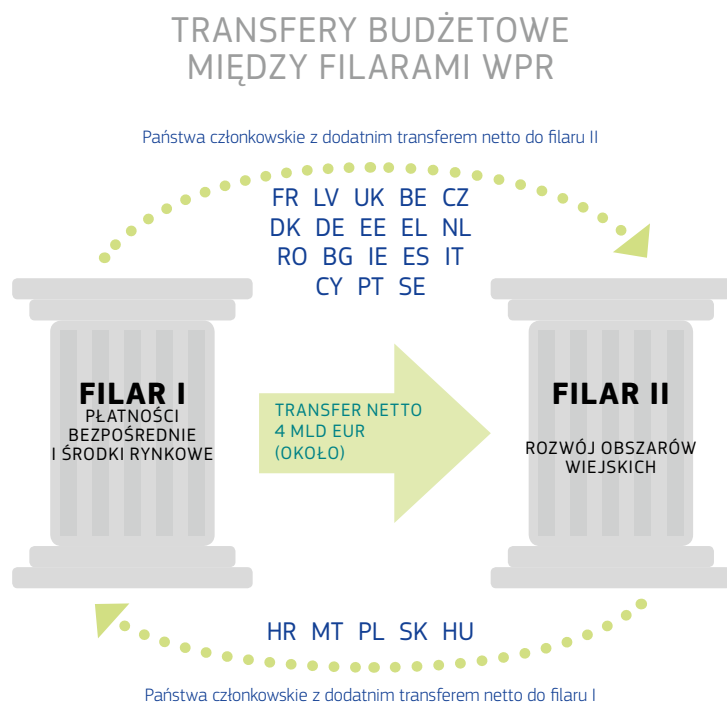 TRANSFERY BUDŻETOWE
MIĘDZY FILARAMI WPR
Państwa członkowskie z dodatnim transferem netto do filaru II
FR LV UK BE CZ
DK DE EE EL NL
RO BG IE ES IT
CY PT SE
FILAR I
PŁATNOŚCI
BEZPOŚREDNIE
I ŚRODKI RYNKOWE
TRANSFER NETTO
4 MLD EUR
(OKOŁO)
FILAR II
ROZWÓJ OBSZARÓW
WIEJSKICH
HR MT PL SK HU
Państwa członkowskie z dodatnim transferem netto do filaru I